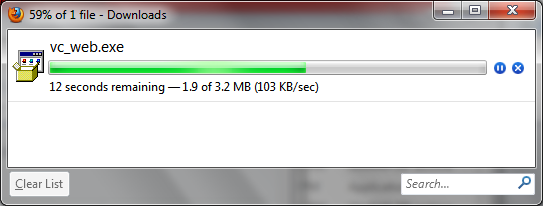 59% of 1 file - Downloads
vc_web.exe
12 seconds remaining — 1.9 of 3.2 MB (103 KB/sec)
Clear List
Search...